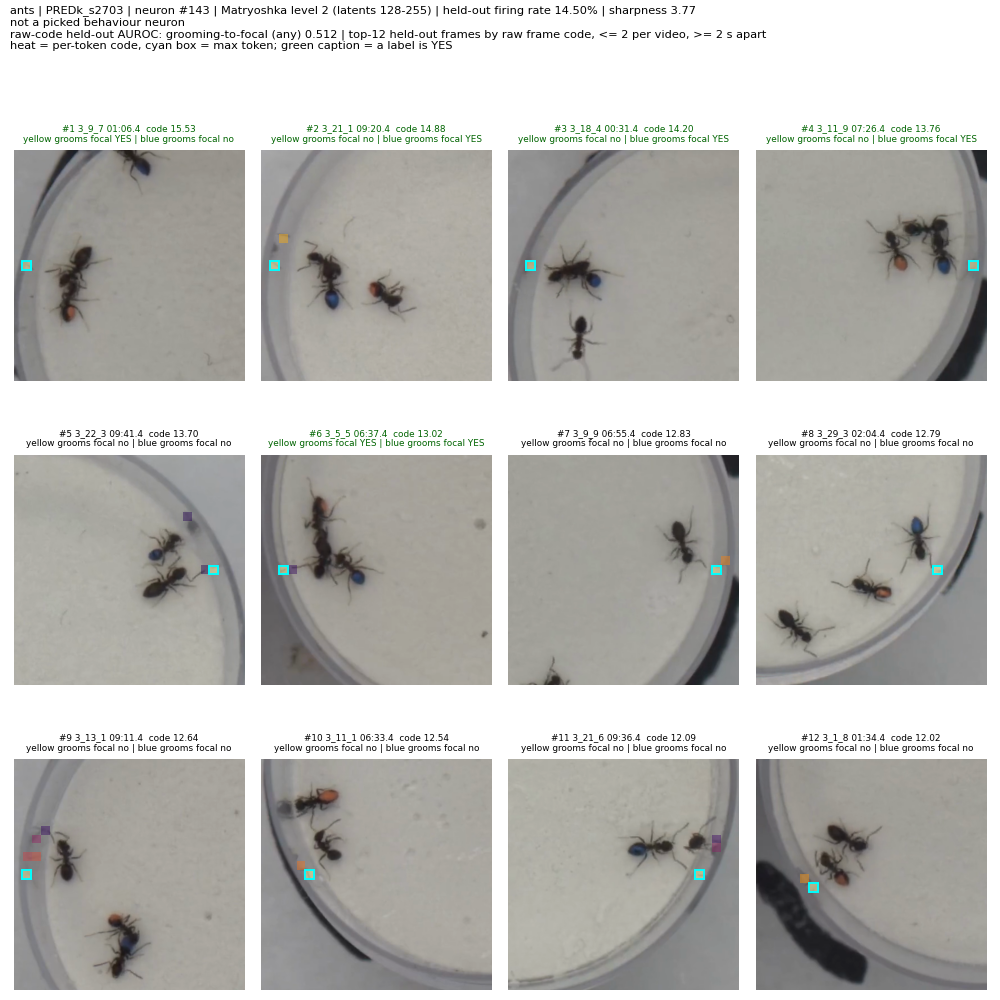 ants | PREDk_s2703 | neuron #143 | Matryoshka level 2 (latents 128-255) | held-out firing rate 14.50% | sharpness 3.77
not a picked behaviour neuron
raw-code held-out AUROC: grooming-to-focal (any) 0.512 | top-12 held-out frames by raw frame code, <= 2 per video, >= 2 s apart
heat = per-token code, cyan box = max token; green caption = a label is YES
#1 3_9_7 01:06.4  code 15.53
yellow grooms focal YES | blue grooms focal no
#2 3_21_1 09:20.4  code 14.88
yellow grooms focal no | blue grooms focal YES
#3 3_18_4 00:31.4  code 14.20
yellow grooms focal no | blue grooms focal YES
#4 3_11_9 07:26.4  code 13.76
yellow grooms focal no | blue grooms focal YES
#5 3_22_3 09:41.4  code 13.70
yellow grooms focal no | blue grooms focal no
#6 3_5_5 06:37.4  code 13.02
yellow grooms focal YES | blue grooms focal YES
#7 3_9_9 06:55.4  code 12.83
yellow grooms focal no | blue grooms focal no
#8 3_29_3 02:04.4  code 12.79
yellow grooms focal no | blue grooms focal no
#9 3_13_1 09:11.4  code 12.64
yellow grooms focal no | blue grooms focal no
#10 3_11_1 06:33.4  code 12.54
yellow grooms focal no | blue grooms focal no
#11 3_21_6 09:36.4  code 12.09
yellow grooms focal no | blue grooms focal no
#12 3_1_8 01:34.4  code 12.02
yellow grooms focal no | blue grooms focal no